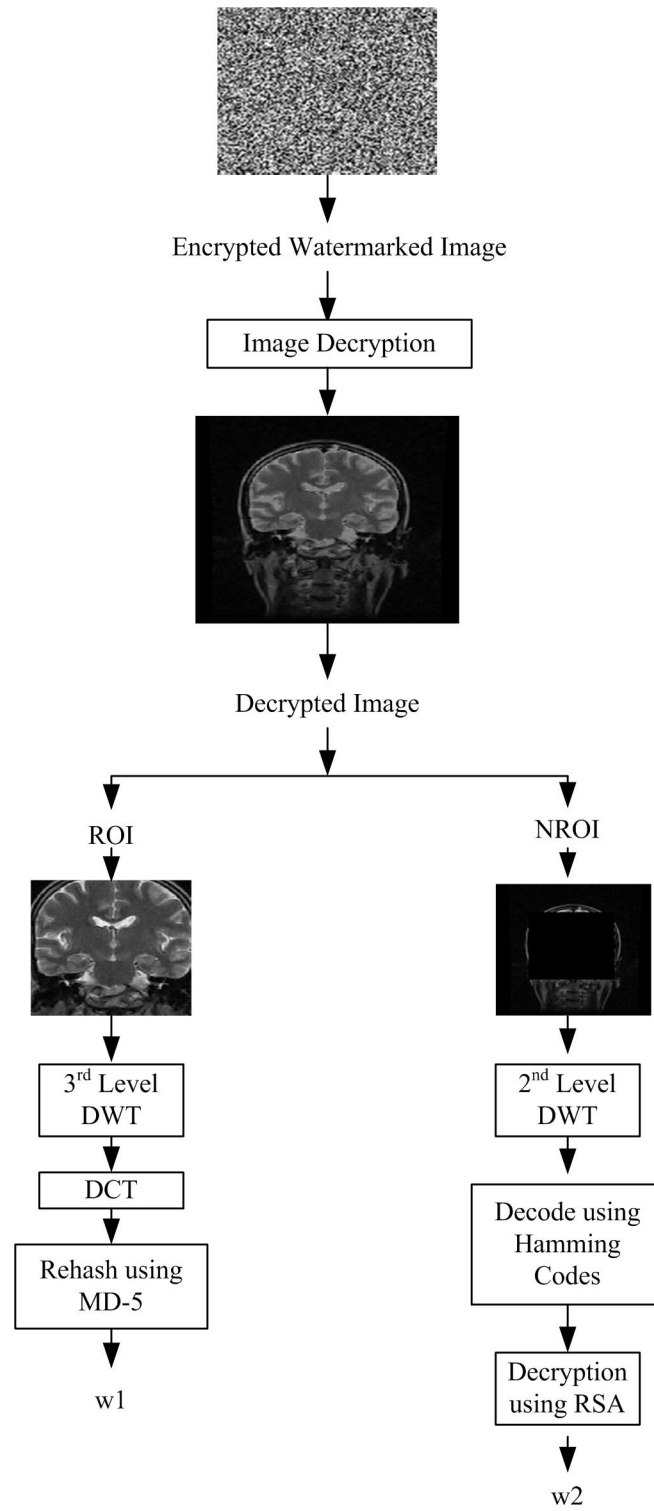 Encrypted Watermarked Image
Image Decryption
Decrypted Image
ROI
3rd Level
DWT
DCT
Rehash using
MD-5
w1
NROI
2nd Level
DWT
Decode using
Hamming
Codes
Decryption
using RSA
w2